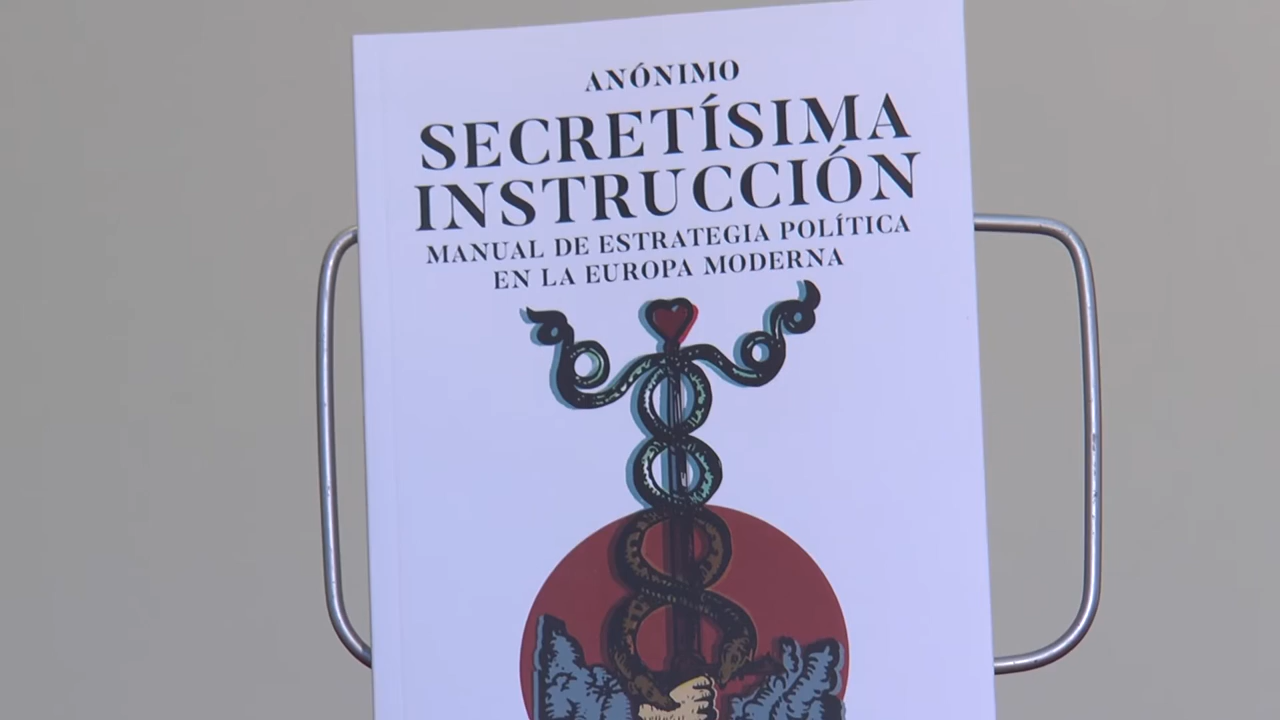 ANÓNIMO
SECRETÍSIMA
INSTRUCCIÓN
MANUAL DE ESTRATEGIA POLÍTICA
EN LA EUROPA MODERNA